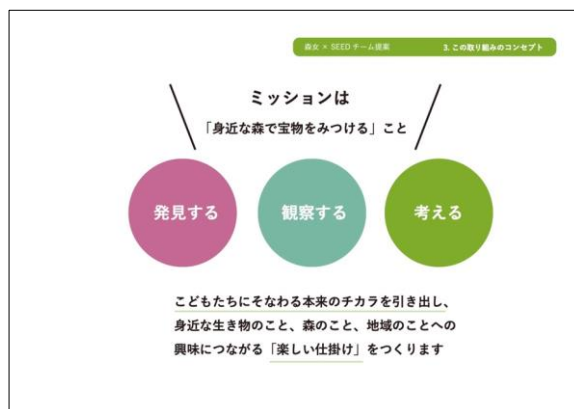 森女 × SEEDチーム提案
3. この取り組みのコンセプト
ミッションは
「身近な森で宝物をみつける」こと
発見する
観察する
考える
こどもたちにそなわる本来のチカラを引き出し、
身近な生き物のこと、森のこと、地域のことへの
興味につながる「楽しい仕掛け」をつくります